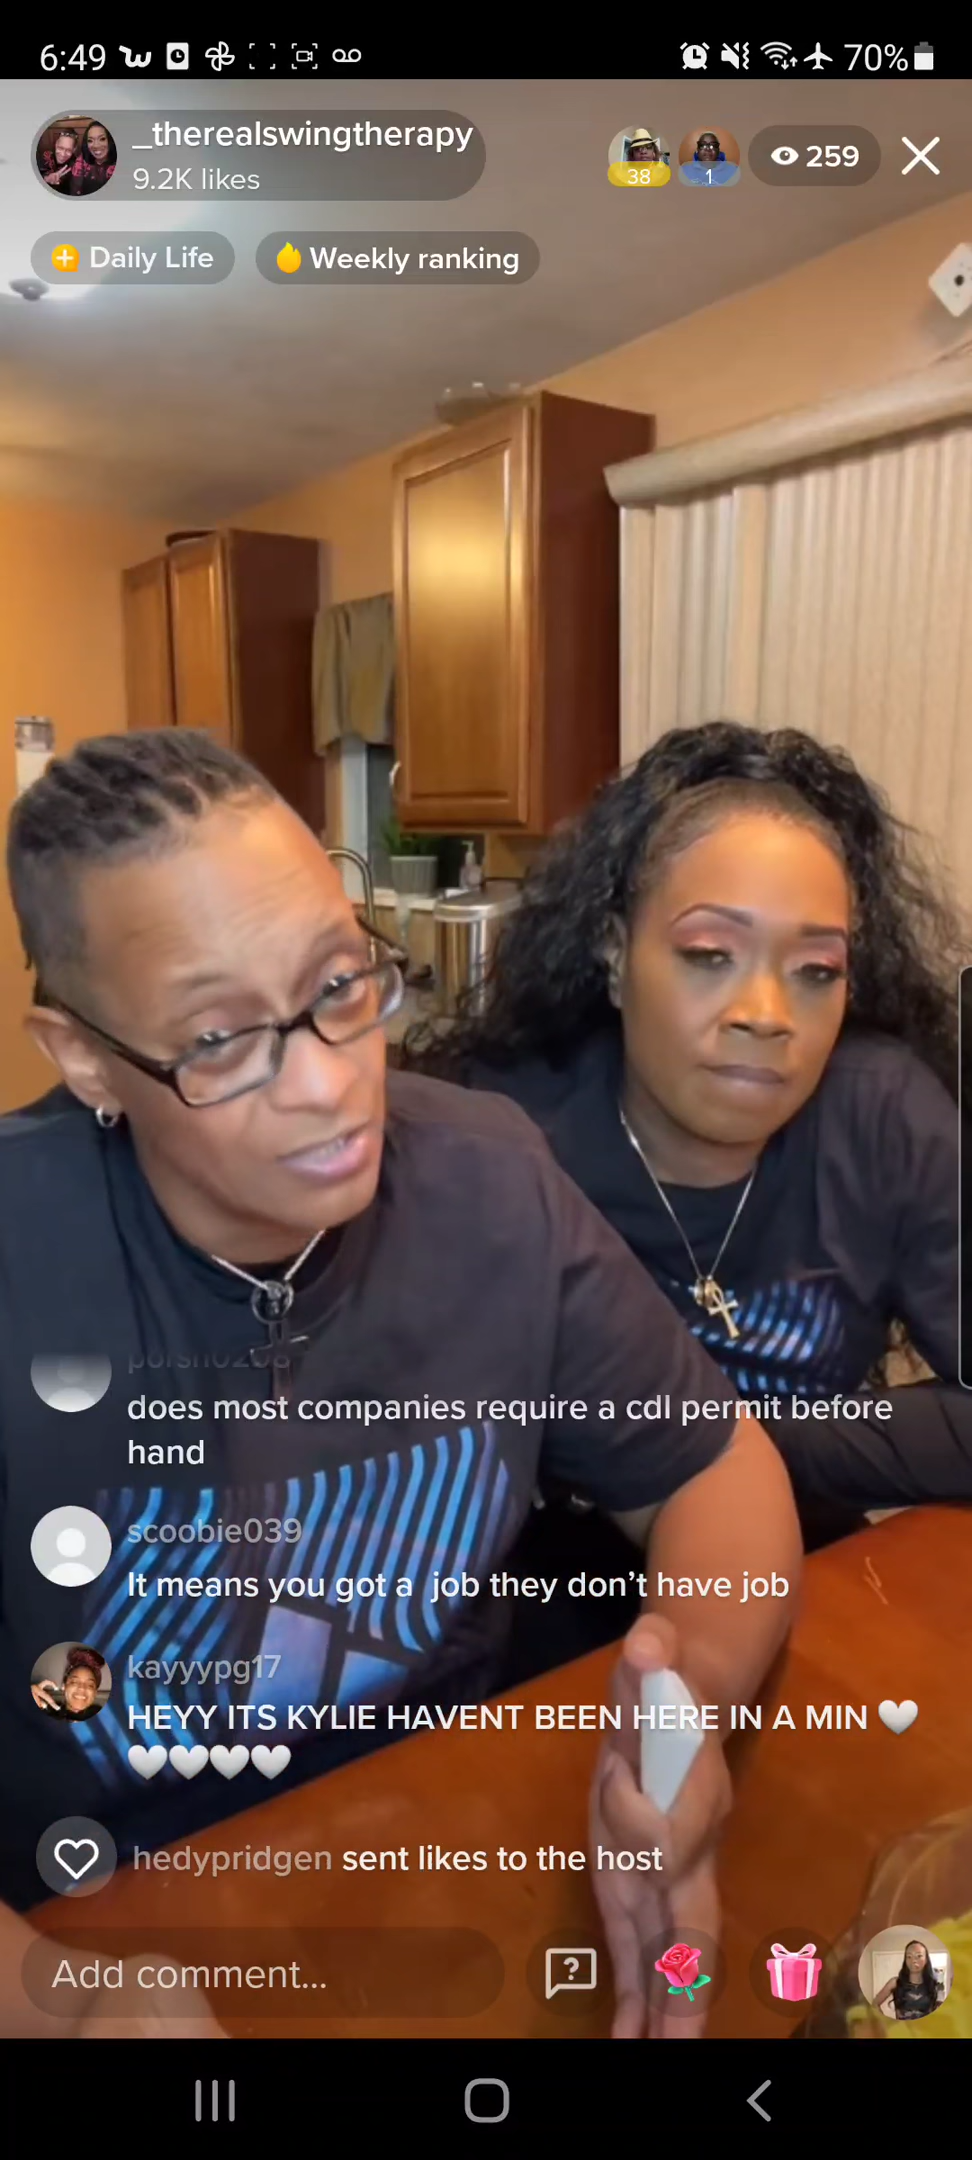 6:49
70%
_therealswingtherapy
9.2K likes
38
1
259
Daily Life
Weekly ranking
does most companies require a cdl permit before
hand
scoobie039
It means you got a job they don't have job
kayyypg17
HEYY ITS KYLIE HAVENT BEEN HERE IN A MIN 🤍
🤍🤍🤍🤍
hedypridgen sent likes to the host
Add comment...